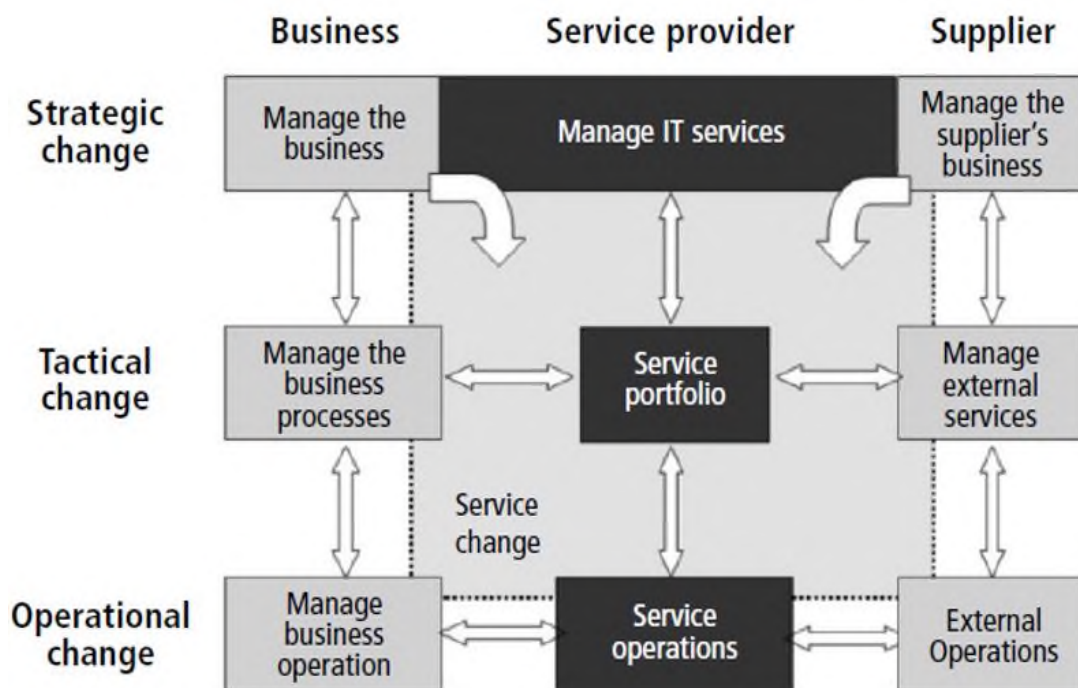 Business Service provider Supplier
Strategic
change
Manage the
business
Manage IT services
Manage the
supplier's
business
Tactical
change
Manage the
business
processes
Service
portfolio
Manage
external
services
Service
change
Operational
change
Manage
business
operation
Service
operations
External
Operations